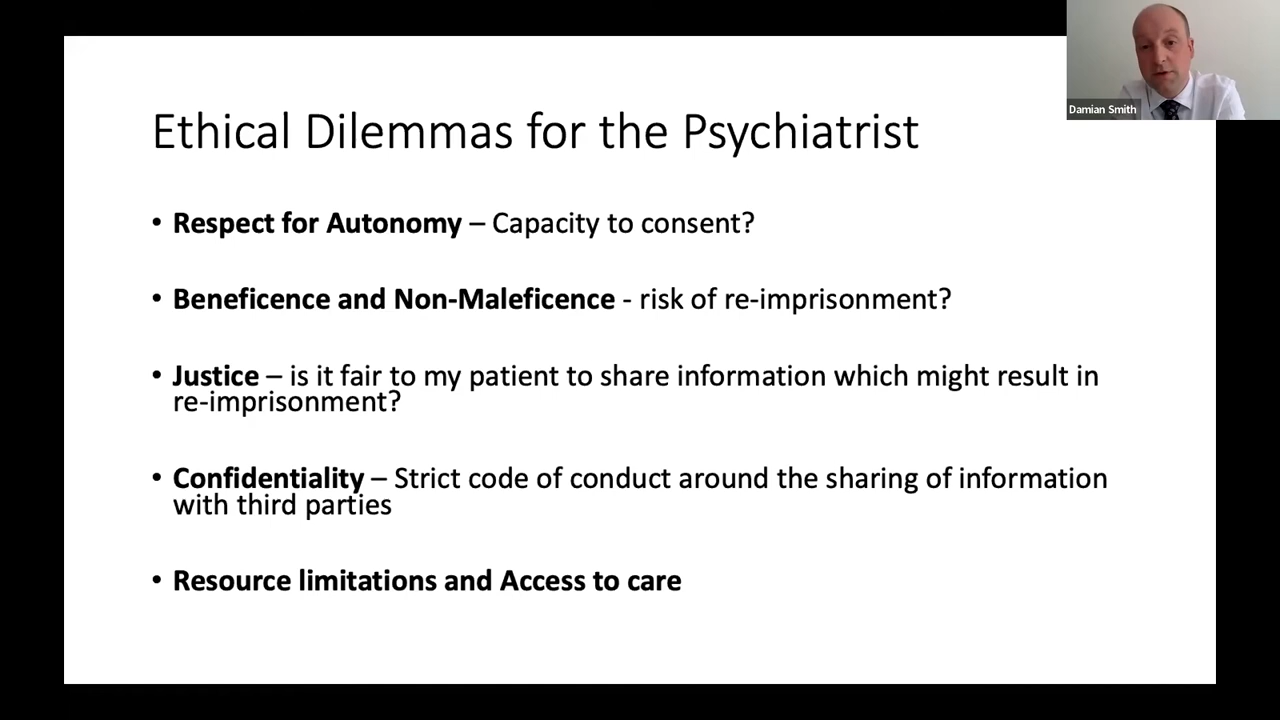 Damian Smith
Ethical Dilemmas for the Psychiatrist
• Respect for Autonomy – Capacity to consent?
• Beneficence and Non-Maleficence - risk of re-imprisonment?
• Justice – is it fair to my patient to share information which might result in
re-imprisonment?
• Confidentiality – Strict code of conduct around the sharing of information
with third parties
• Resource limitations and Access to care